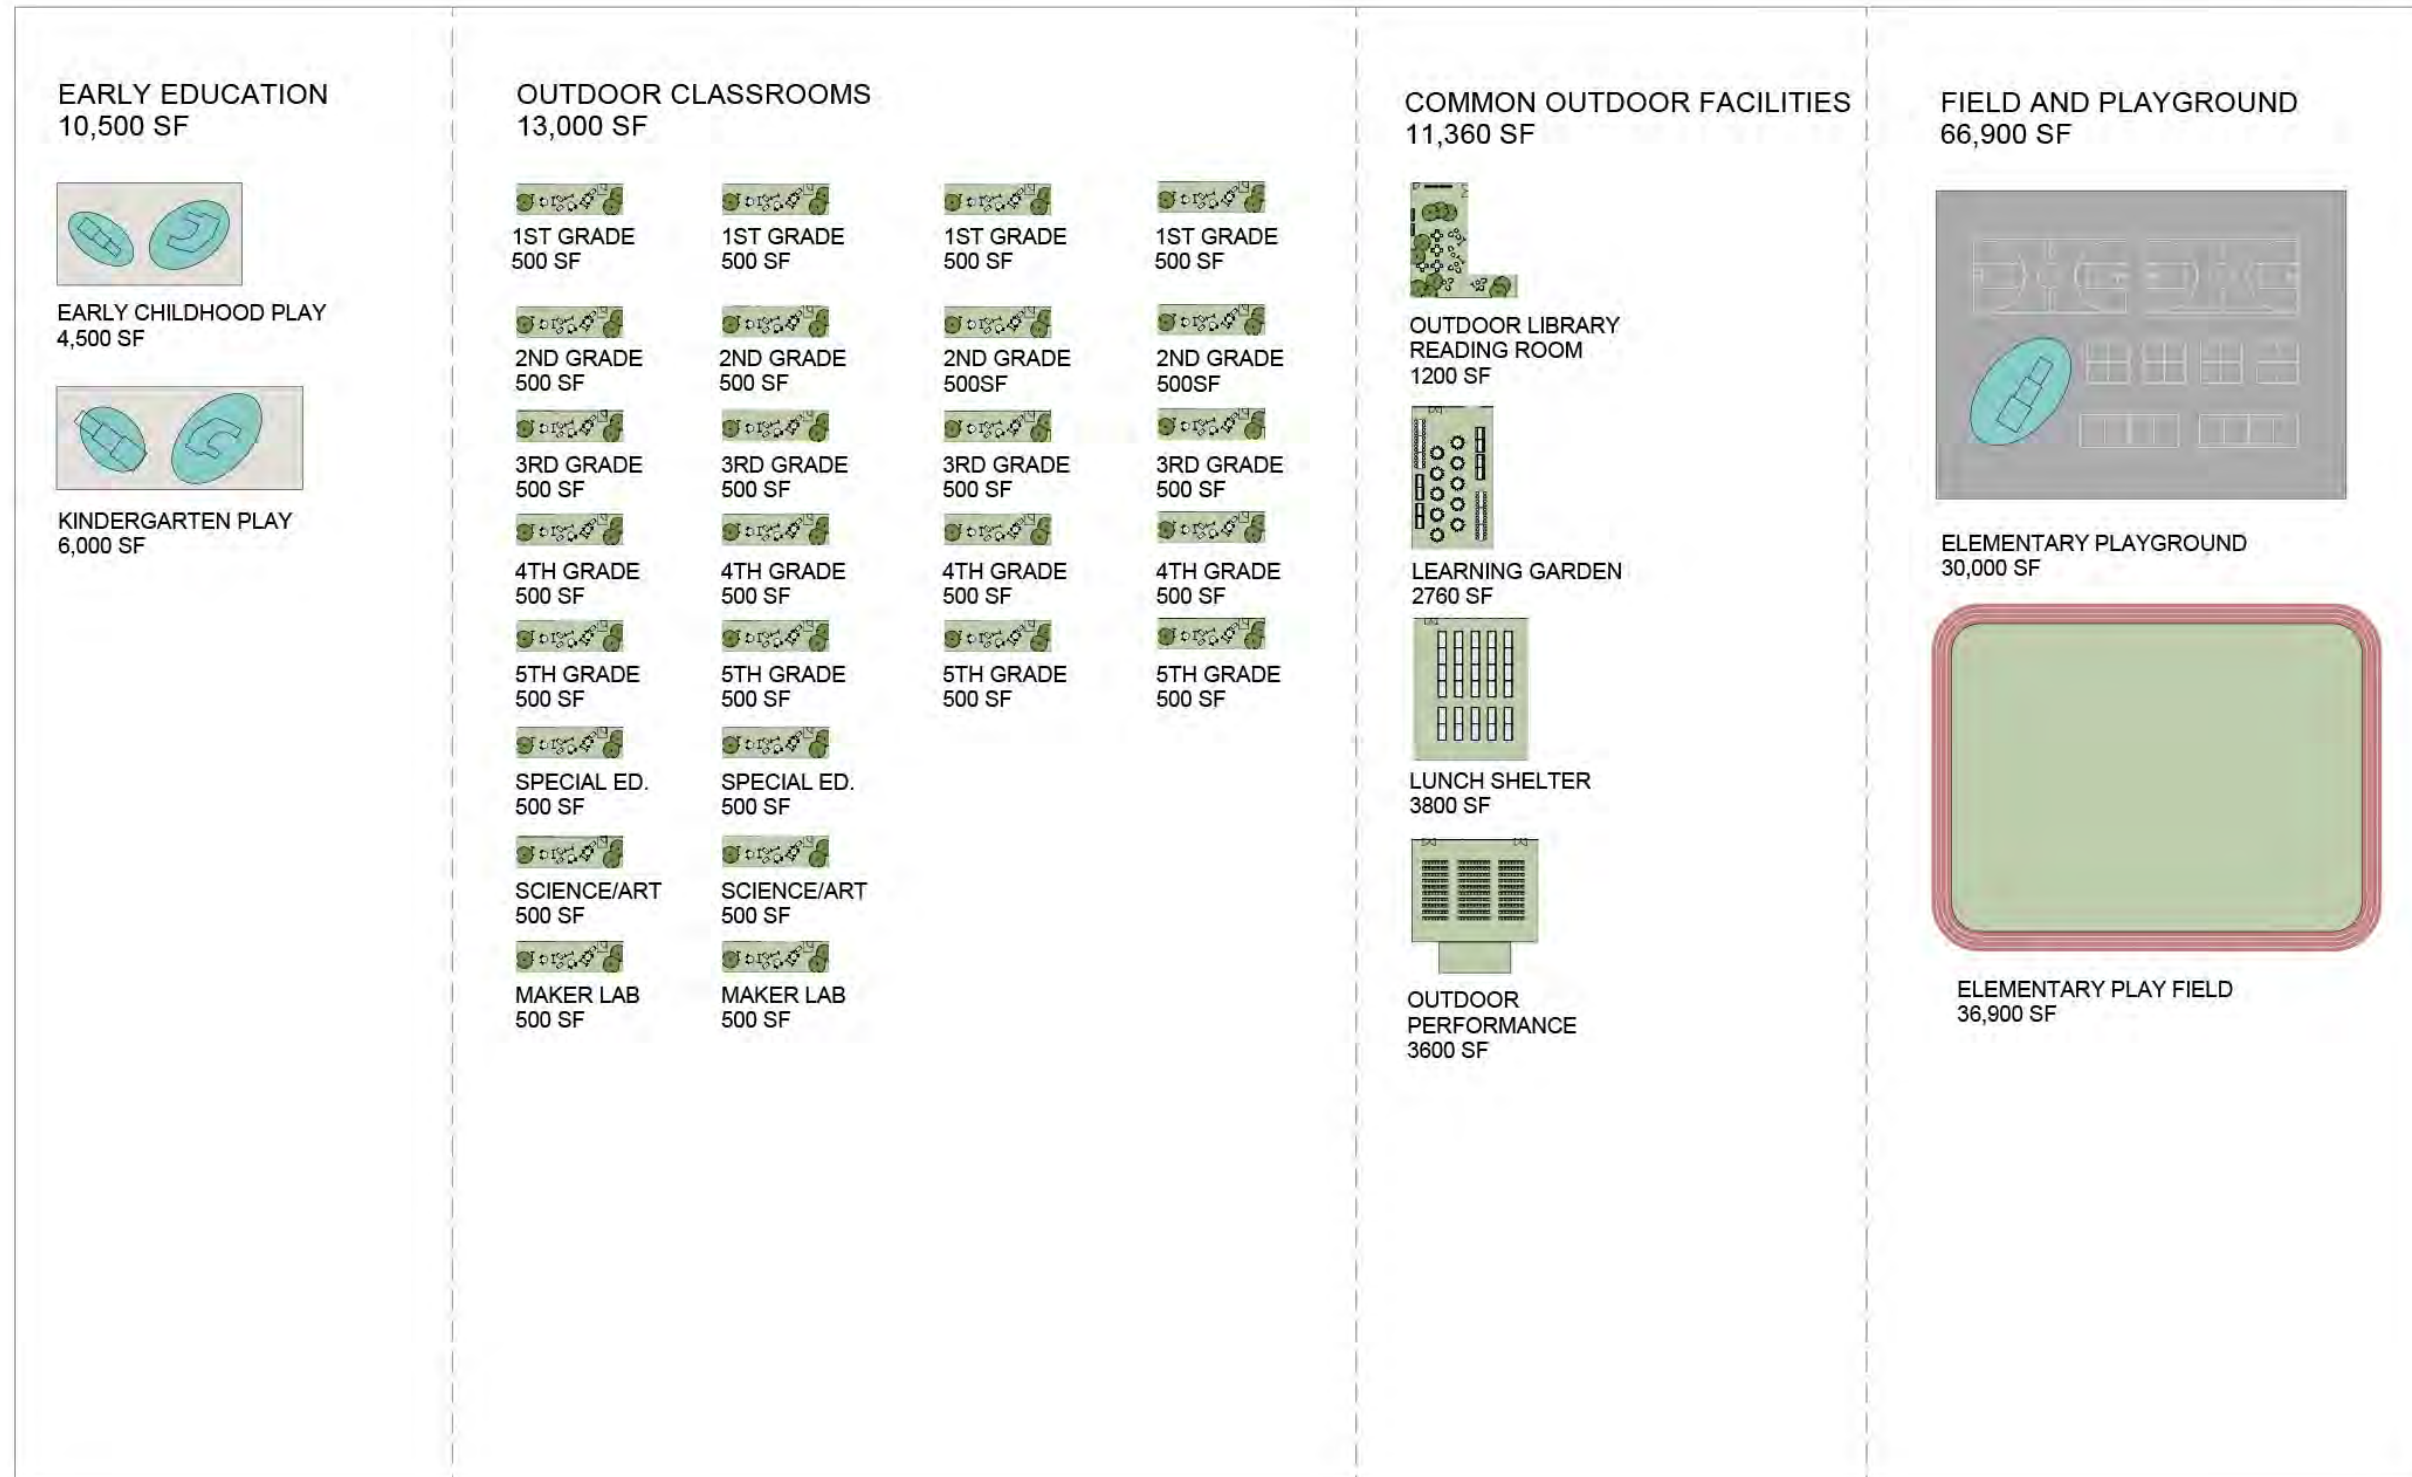 EARLY EDUCATION
10,500 SF
EARLY CHILDHOOD PLAY
4,500 SF
KINDERGARTEN PLAY
6,000 SF
OUTDOOR CLASSROOMS
13,000 SF
1ST GRADE
500 SF
1ST GRADE
500 SF
1ST GRADE
500 SF
1ST GRADE
500 SF
2ND GRADE
500 SF
2ND GRADE
500 SF
2ND GRADE
500SF
2ND GRADE
500SF
3RD GRADE
500 SF
3RD GRADE
500 SF
3RD GRADE
500 SF
3RD GRADE
500 SF
4TH GRADE
500 SF
4TH GRADE
500 SF
4TH GRADE
500 SF
4TH GRADE
500 SF
5TH GRADE
500 SF
5TH GRADE
500 SF
5TH GRADE
500 SF
5TH GRADE
500 SF
SPECIAL ED.
500 SF
SPECIAL ED.
500 SF
SCIENCE/ART
500 SF
SCIENCE/ART
500 SF
MAKER LAB
500 SF
MAKER LAB
500 SF
COMMON OUTDOOR FACILITIES
11,360 SF
OUTDOOR LIBRARY
READING ROOM
1200 SF
LEARNING GARDEN
2760 SF
LUNCH SHELTER
3800 SF
OUTDOOR
PERFORMANCE
3600 SF
FIELD AND PLAYGROUND
66,900 SF
ELEMENTARY PLAYGROUND
30,000 SF
ELEMENTARY PLAY FIELD
36,900 SF